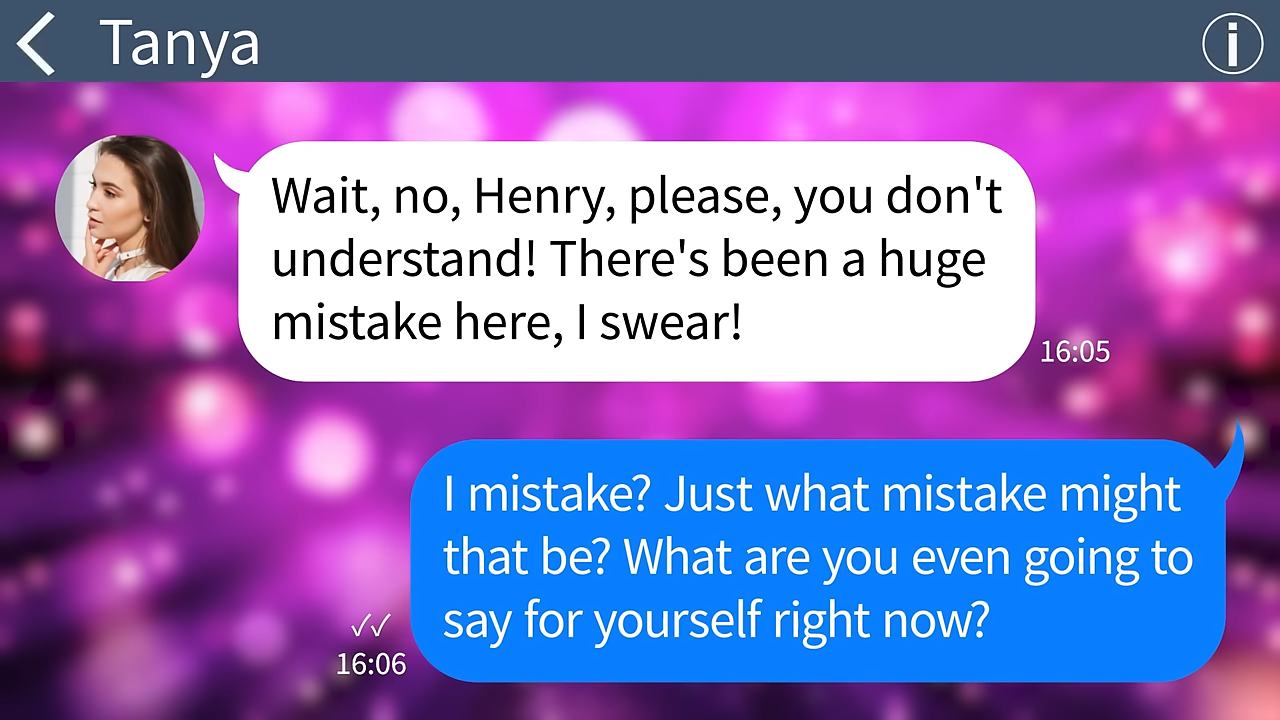 Tanya
Wait, no, Henry, please, you don't
understand! There's been a huge
mistake here, I swear!
16:05
I mistake? Just what mistake might
that be? What are you even going to
say for yourself right now?
16:06